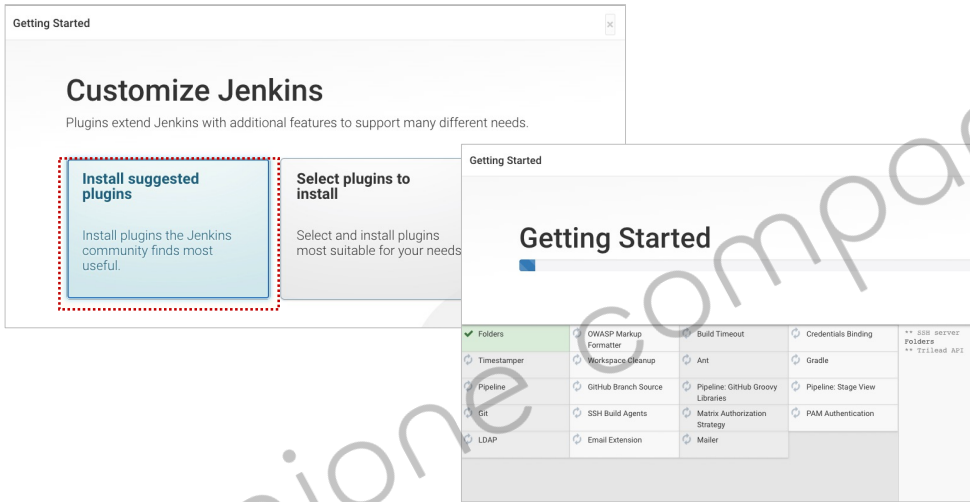 Getting Started
×
Customize Jenkins
Plugins extend Jenkins with additional features to support many different needs.
Install suggested
plugins
Install plugins the Jenkins
community finds most
useful.
Select plugins to
install
Select and install plugins
most suitable for your needs
Getting Started
Getting Started
Folders
OWASP Markup
Formatter
Build Timeout
Credentials Binding
Timestamper
Workspace Cleanup
Ant
Gradle
Pipeline
GitHub Branch Source
Pipeline: GitHub Groovy
Libraries
Pipeline: Stage View
Git
SSH Build Agents
Matrix Authorization
Strategy
PAM Authentication
LDAP
Email Extension
Mailer
** SSH server
Folders
** Trilead API